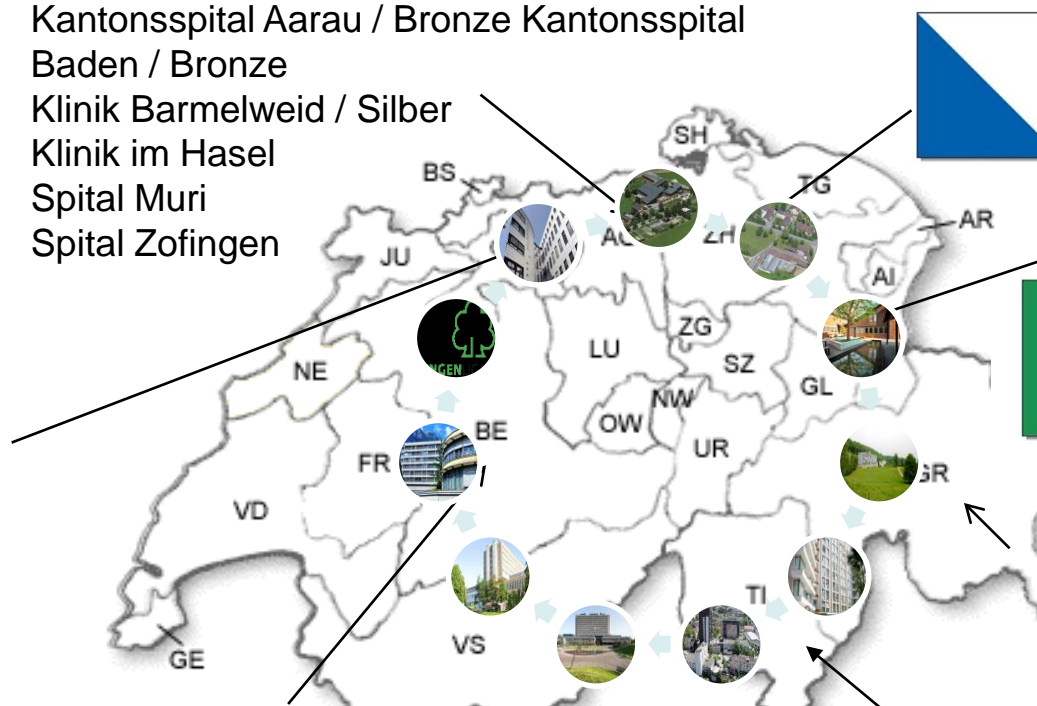 Kantonsspital Aarau / Bronze Kantonsspital
Baden / Bronze
Klinik Barmelweid / Silber
Klinik im Hasel
Spital Muri
Spital Zofingen
SH
BS
TG
AR
AG
ZH
JU
AI
ZG
LU
SZ
NE
GL
NW
OW
BE
UR
FR
GR
VD
TI
VS
GE